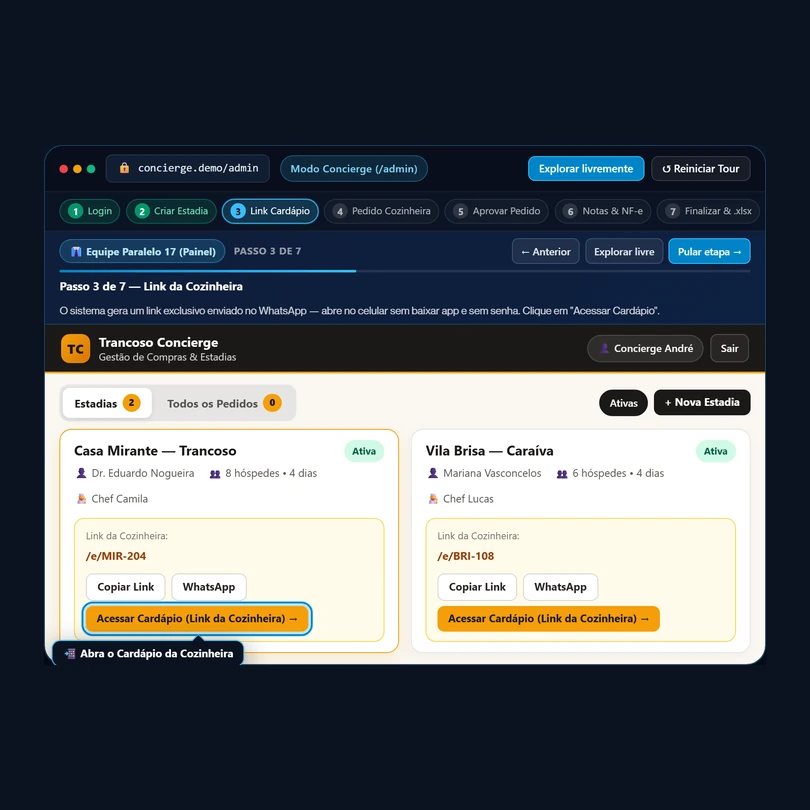 concierge.demo/admin
Modo Concierge (/admin)
Explorar livremente
↺ Reiniciar Tour
1 Login
2 Criar Estadia
3 Link Cardápio
4 Pedido Cozinheira
5 Aprovar Pedido
6 Notas & NF-e
7 Finalizar & .xlsx
Equipe Paralelo 17 (Painel)
PASSO 3 DE 7
← Anterior
Explorar livre
Pular etapa →
Passo 3 de 7 — Link da Cozinheira
O sistema gera um link exclusivo enviado no WhatsApp — abre no celular sem baixar app e sem senha. Clique em "Acessar Cardápio".
TC
Trancoso Concierge
Gestão de Compras & Estadias
Concierge André
Sair
Estadias 2
Todos os Pedidos 0
Ativas
+ Nova Estadia
Casa Mirante — Trancoso
Ativa
Dr. Eduardo Nogueira
8 hóspedes • 4 dias
Chef Camila
Link da Cozinheira:
/e/MIR-204
Copiar Link
WhatsApp
Acessar Cardápio (Link da Cozinheira) →
Abra o Cardápio da Cozinheira
Vila Brisa — Caraíva
Ativa
Mariana Vasconcelos
6 hóspedes • 4 dias
Chef Lucas
Link da Cozinheira:
/e/BRI-108
Copiar Link
WhatsApp
Acessar Cardápio (Link da Cozinheira) →